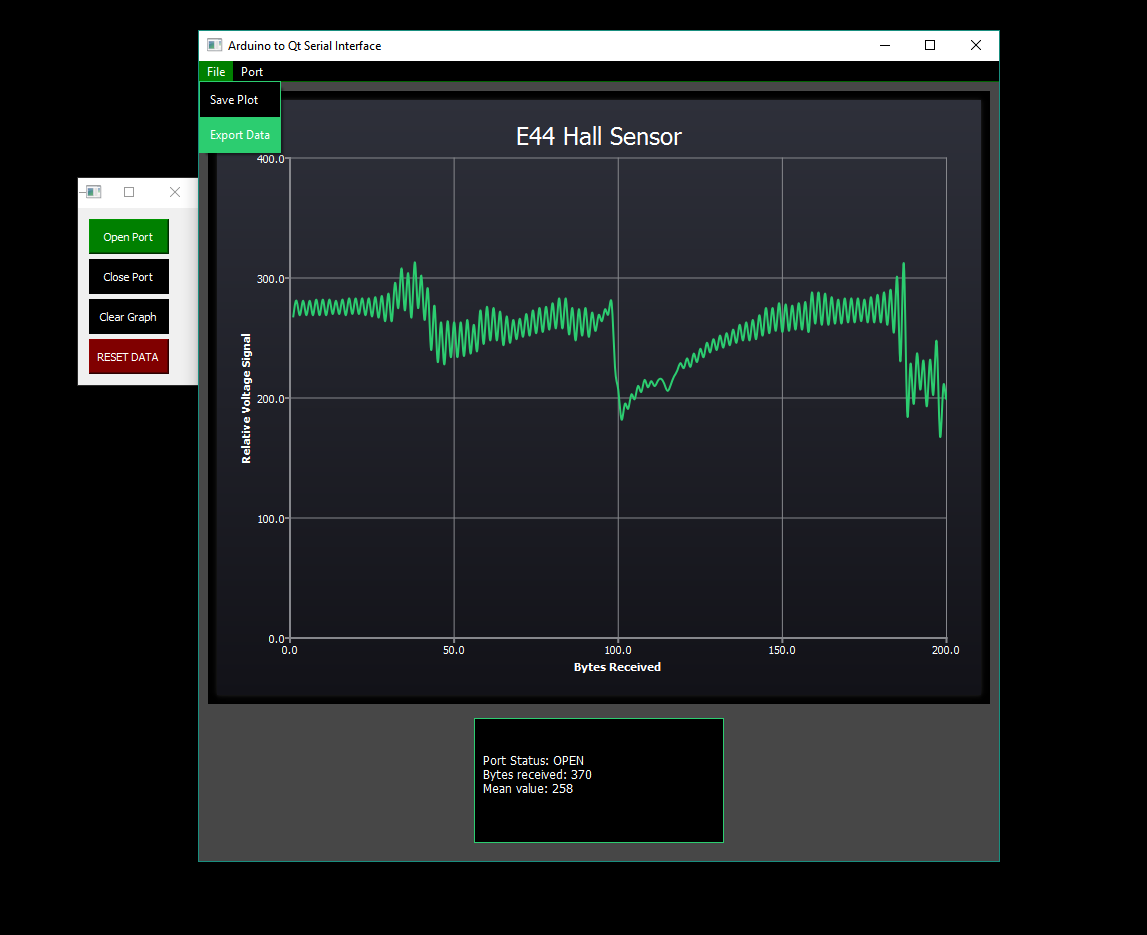 Arduino to Qt Serial Interface
File Port
Save Plot
Export Data
Open Port
Close Port
Clear Graph
RESET DATA
E44 Hall Sensor
400.0
300.0
200.0
100.0
0.0
Relative Voltage Signal
0.0 50.0 100.0 150.0 200.0
Bytes Received
Port Status: OPEN
Bytes received: 370
Mean value: 258